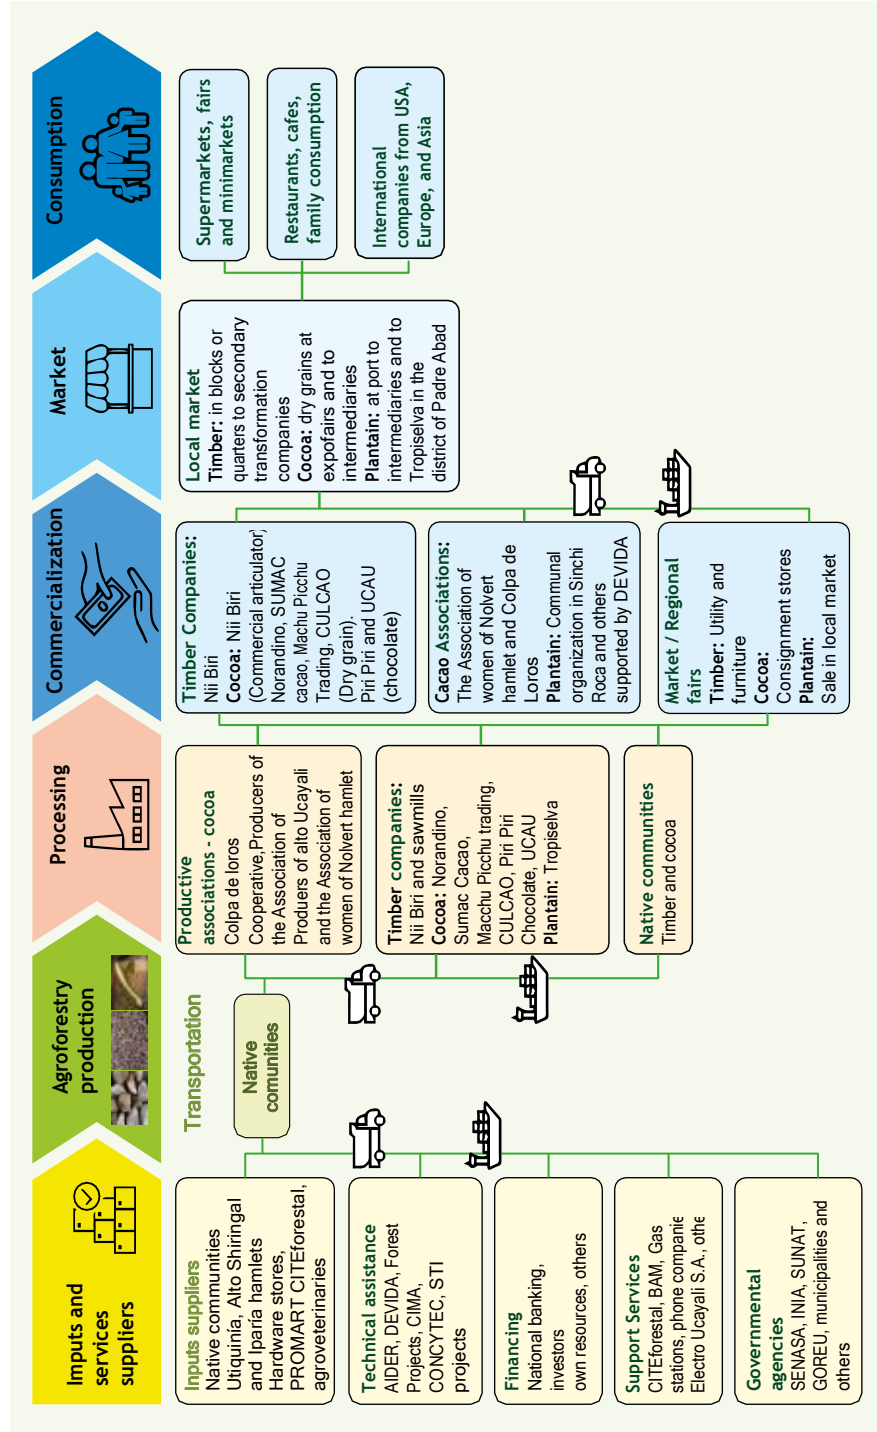 Imputs and
services
suppliers
Agroforestry
production
Processing
Commercialization
Market
Consumption
Inputs suppliers
Native communities
Utiquinía, Alto Shiringal
and Iparía hamlets
Hardware stores,
PROMART CITEforestal,
agroveterinaries
Technical assistance
AIDER, DEVIDA, Forest
Projects, CIMA,
CONCYTEC, STI
projects
Financing
National banking,
investors
own resources, others
Support Services
CITEforestal, BAM, Gas
stations, phone companie
Electro Ucayali S.A., othe
Governmental
agencies
SENASA, INIA, SUNAT,
GOREU, municipalities and
others
Transportation
Native
comunities
Productive
associations - cocoa
Colpa de loros
Cooperative,Producers of
the Association of
Produers of alto Ucayali
and the Association of
women of Nolvert hamlet
Timber companies:
Nii Biri and sawmills
Cocoa: Norandino,
Sumac Cacao,
Macchu Picchu trading,
CULCAO, Piri Piri
Chocolate, UCAU
Plantain: Tropiselva
Native communities
Timber and cocoa
Timber Companies:
Nii Biri
Cocoa: Nii Biri
(Commercial articulator)
Norandino, SUMAC
cacao, Machu Picchu
Trading, CULCAO
(Dry grain).
Piri Piri and UCAU
(chocolate)
Cacao Associations:
The Association of
women of Nolvert
hamlet and Colpa de
Loros
Plantain: Communal
organization in Sinchi
Roca and others
supported by DEVIDA
Market / Regional
fairs
Timber: Utility and
furniture
Cocoa:
Consignment stores
Plantain:
Sale in local market
Local market
Timber: in blocks or
quarters to secondary
transformation
companies
Cocoa: dry grains at
expofairs and to
intermediaries
Plantain: at port to
intermediaries and to
Tropiselva in the
district of Padre Abad
Supermarkets, fairs
and minimarkets
Restaurants, cafes,
family consumption
International
companies from USA,
Europe, and Asia